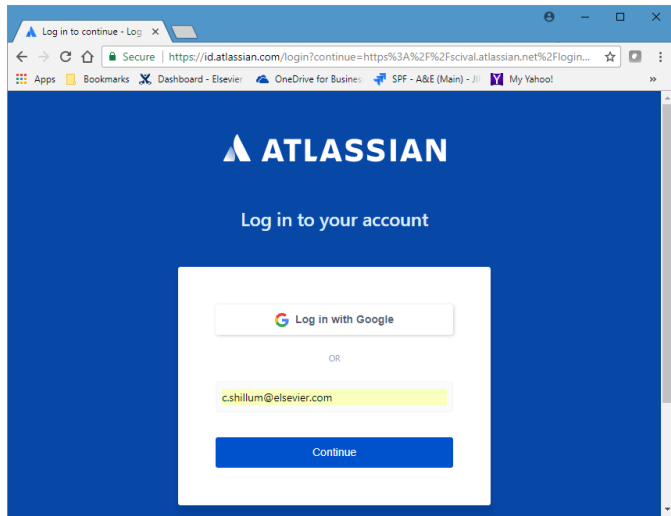 Log in to continue - Log
Secure | https://id.atlassian.com/login?continue=https%3A%2F%2Fscival.atlassian.net%2Flogin...
Apps Bookmarks Dashboard - Elsevier OneDrive for Busines SPF - A&E (Main) - JI My Yahoo!
ATLASSIAN
Log in to your account
Log in with Google
OR
c.shillum@elsevier.com
Continue